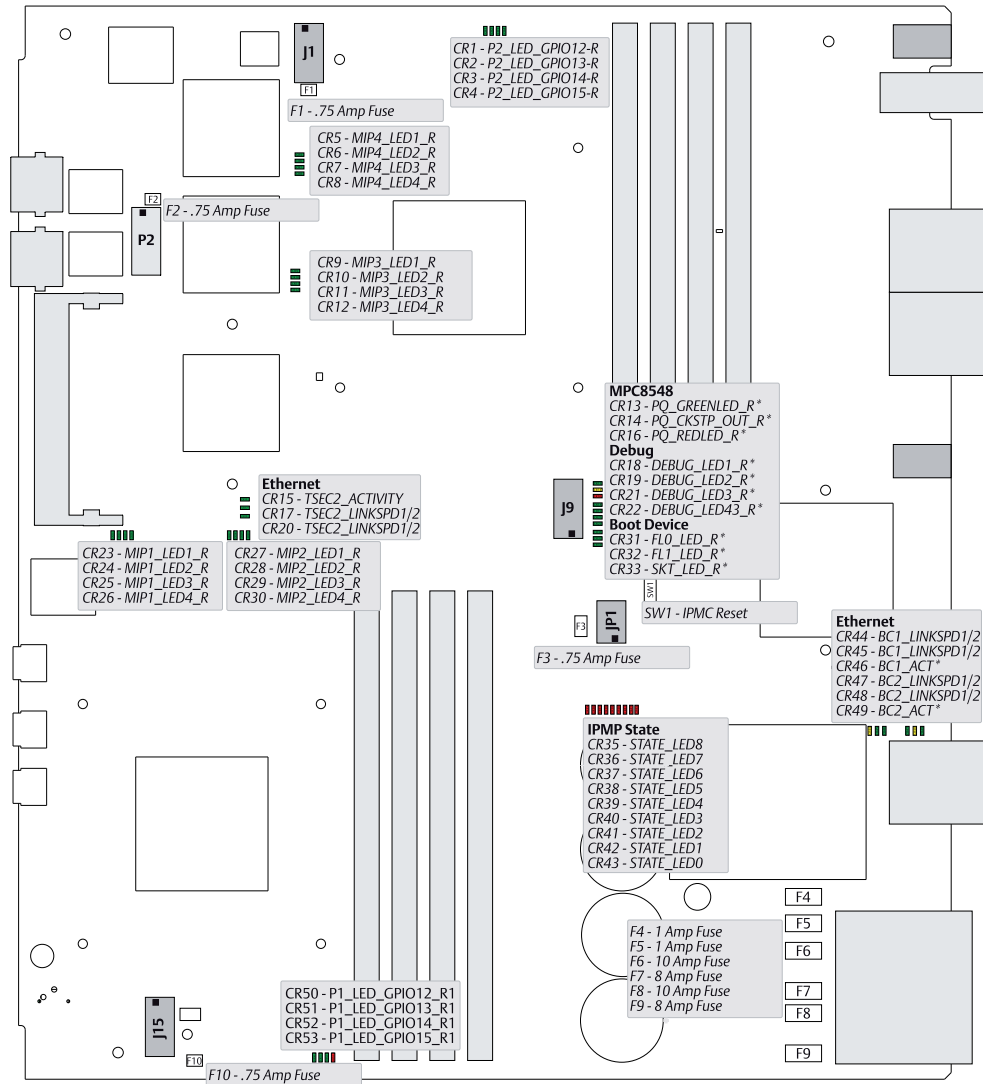 J1
F1
F1 - .75 Amp Fuse
CR1 - P2_LED_GPIO12-R
CR2 - P2_LED_GPIO13-R
CR3 - P2_LED_GPIO14-R
CR4 - P2_LED_GPIO15-R
CR5 - MIP4_LED1_R
CR6 - MIP4_LED2_R
CR7 - MIP4_LED3_R
CR8 - MIP4_LED4_R
F2
F2 - .75 Amp Fuse
P2
CR9 - MIP3_LED1_R
CR10 - MIP3_LED2_R
CR11 - MIP3_LED3_R
CR12 - MIP3_LED4_R
MPC8548
CR13 - PQ_GREENLED_R*
CR14 - PQ_CKSTP_OUT_R*
CR16 - PQ_REDLED_R*
Debug
CR18 - DEBUG_LED1_R*
CR19 - DEBUG_LED2_R*
CR21 - DEBUG_LED3_R*
CR22 - DEBUG_LED43_R*
Boot Device
CR31 - FL0_LED_R*
CR32 - FL1_LED_R*
CR33 - SKT_LED_R*
J9
Ethernet
CR15 - TSEC2_ACTIVITY
CR17 - TSEC2_LINKSPD1/2
CR20 - TSEC2_LINKSPD1/2
CR23 - MIP1_LED1_R
CR24 - MIP1_LED2_R
CR25 - MIP1_LED3_R
CR26 - MIP1_LED4_R
CR27 - MIP2_LED1_R
CR28 - MIP2_LED2_R
CR29 - MIP2_LED3_R
CR30 - MIP2_LED4_R
SW1
SW1 - IPMC Reset
F3
JP1
F3 - .75 Amp Fuse
Ethernet
CR44 - BC1_LINKSPD1/2
CR45 - BC1_LINKSPD1/2
CR46 - BC1_ACT*
CR47 - BC2_LINKSPD1/2
CR48 - BC2_LINKSPD1/2
CR49 - BC2_ACT*
IPMP State
CR35 - STATE_LED8
CR36 - STATE_LED7
CR37 - STATE_LED6
CR38 - STATE_LED5
CR39 - STATE_LED4
CR40 - STATE_LED3
CR41 - STATE_LED2
CR42 - STATE_LED1
CR43 - STATE_LED0
F4
F5
F6
F7
F8
F9
F4 - 1 Amp Fuse
F5 - 1 Amp Fuse
F6 - 10 Amp Fuse
F7 - 8 Amp Fuse
F8 - 10 Amp Fuse
F9 - 8 Amp Fuse
CR50 - P1_LED_GPIO12_R1
CR51 - P1_LED_GPIO13_R1
CR52 - P1_LED_GPIO14_R1
CR53 - P1_LED_GPIO15_R1
J15
F10
F10 - .75 Amp Fuse